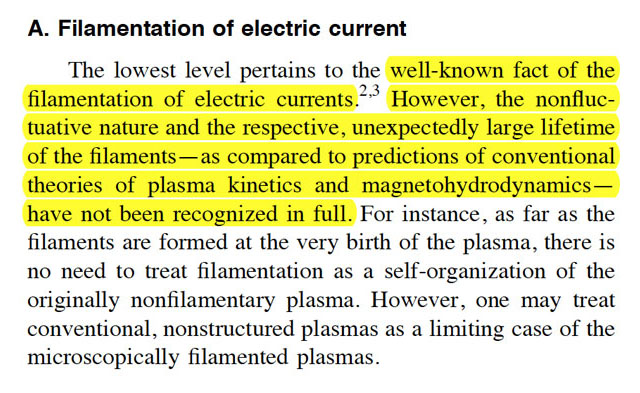 A. Filamentation of electric current
The lowest level pertains to the well-known fact of the
filamentation of electric currents.2,3 However, the nonfluc-
tuative nature and the respective, unexpectedly large lifetime
of the filaments—as compared to predictions of conventional
theories of plasma kinetics and magnetohydrodynamics—
have not been recognized in full. For instance, as far as the
filaments are formed at the very birth of the plasma, there is
no need to treat filamentation as a self-organization of the
originally nonfilamentary plasma. However, one may treat
conventional, nonstructured plasmas as a limiting case of the
microscopically filamented plasmas.